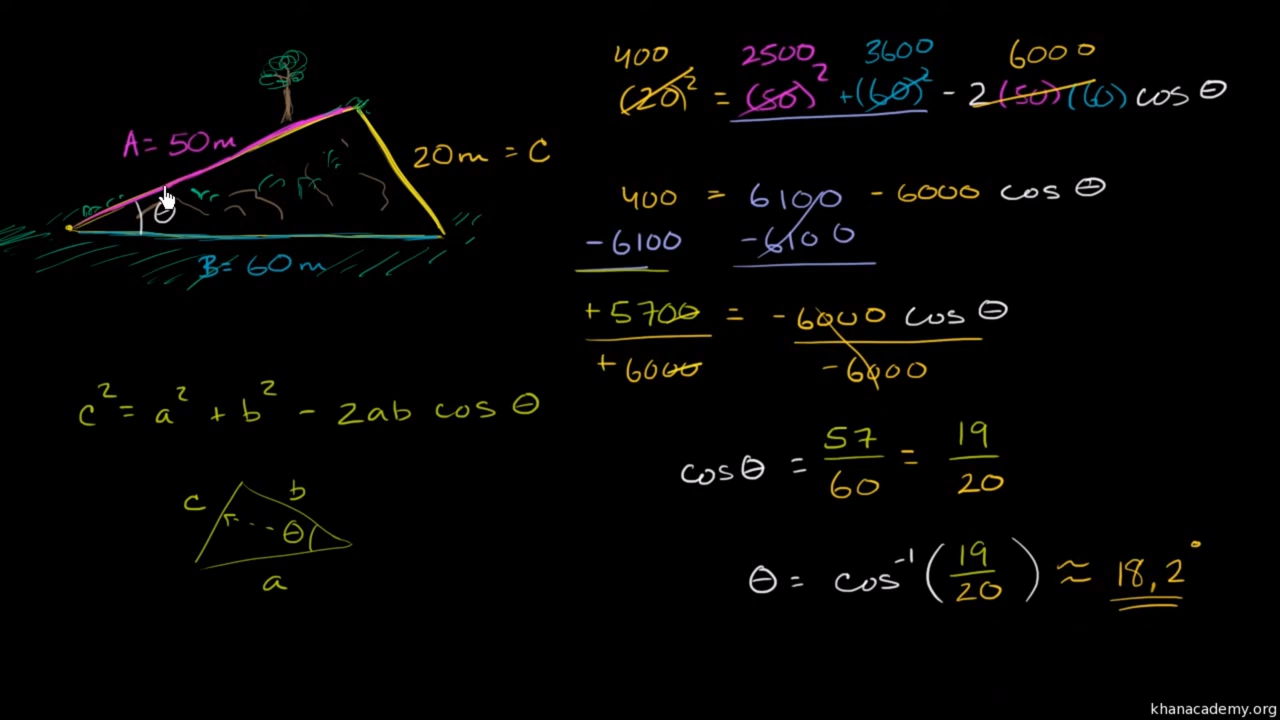 A = 50m
20m = C
θ
B = 60m
c² = a² + b² - 2ab cos θ
c
b
θ
a
400 2500 3600 6000
(20)² = (50)² + (60)² - 2(50)(60) cos θ
400 = 6100 - 6000 cos θ
-6100 -6100
+5700 = -6000 cos θ
+6000 -6000
cosθ = 57/60 = 19/20
θ = cos⁻¹(19/20) ≈ 18,2°
khanacademy.org